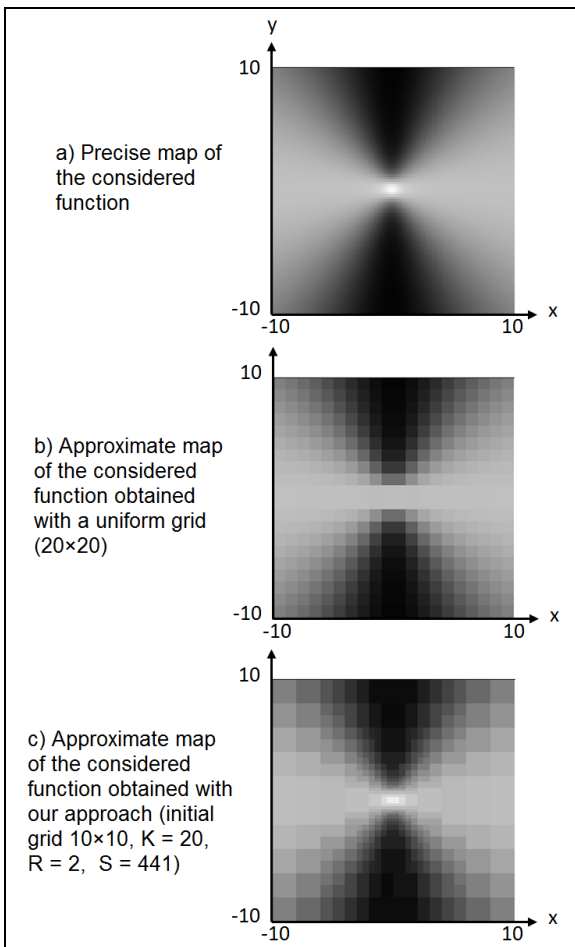 y
10
a) Precise map of
the considered
function
-10
x
-10
10
10
b) Approximate map
of the considered
function obtained
with a uniform grid
(20×20)
-10
x
-10
10
10
c) Approximate map
of the considered
function obtained with
our approach (initial
grid 10×10, K = 20,
R = 2, S = 441)
-10
x
-10
10